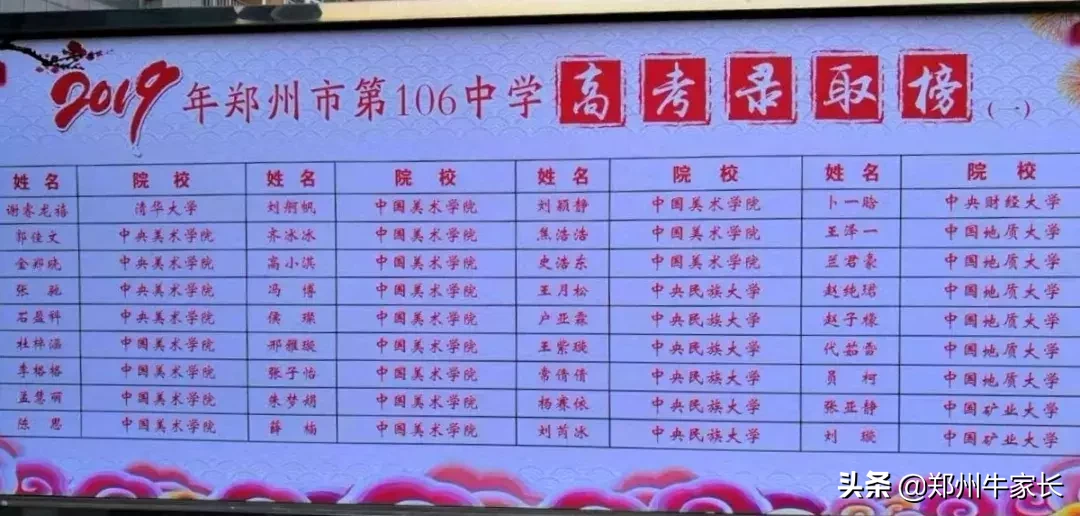 2019年郑州市第106中学高考录取榜(一)
姓 名 院 校 姓 名 院 校 姓 名 院 校 姓 名 院 校
谢睿龙禧 清华大学 刘舸帆 中国美术学院 刘颖静 中国美术学院 卜一晗 中央财经大学
郭佳文 中央美术学院 齐冰冰 中国美术学院 焦浩浩 中国美术学院 王泽一 中国地质大学
金郑晓 中央美术学院 高小淇 中国美术学院 史浩东 中国美术学院 兰君豪 中国地质大学
张 驰 中央美术学院 冯 博 中国美术学院 王月松 中央民族大学 赵纯珺 中国地质大学
石盈科 中央美术学院 侯 璨 中国美术学院 卢亚霖 中央民族大学 赵子檬 中国地质大学
杜梓涵 中国美术学院 邢雅璇 中国美术学院 王紫璇 中央民族大学 代茹雪 中国地质大学
李格格 中国美术学院 张子怡 中国美术学院 常倩倩 中央民族大学 员 柯 中国地质大学
孟慧丽 中国美术学院 朱梦娟 中国美术学院 杨赛依 中央民族大学 张亚静 中国矿业大学
陈 思 中国美术学院 薛 楠 中国美术学院 刘芮冰 中央民族大学 刘 璇 中国矿业大学
头条 @郑州牛家长